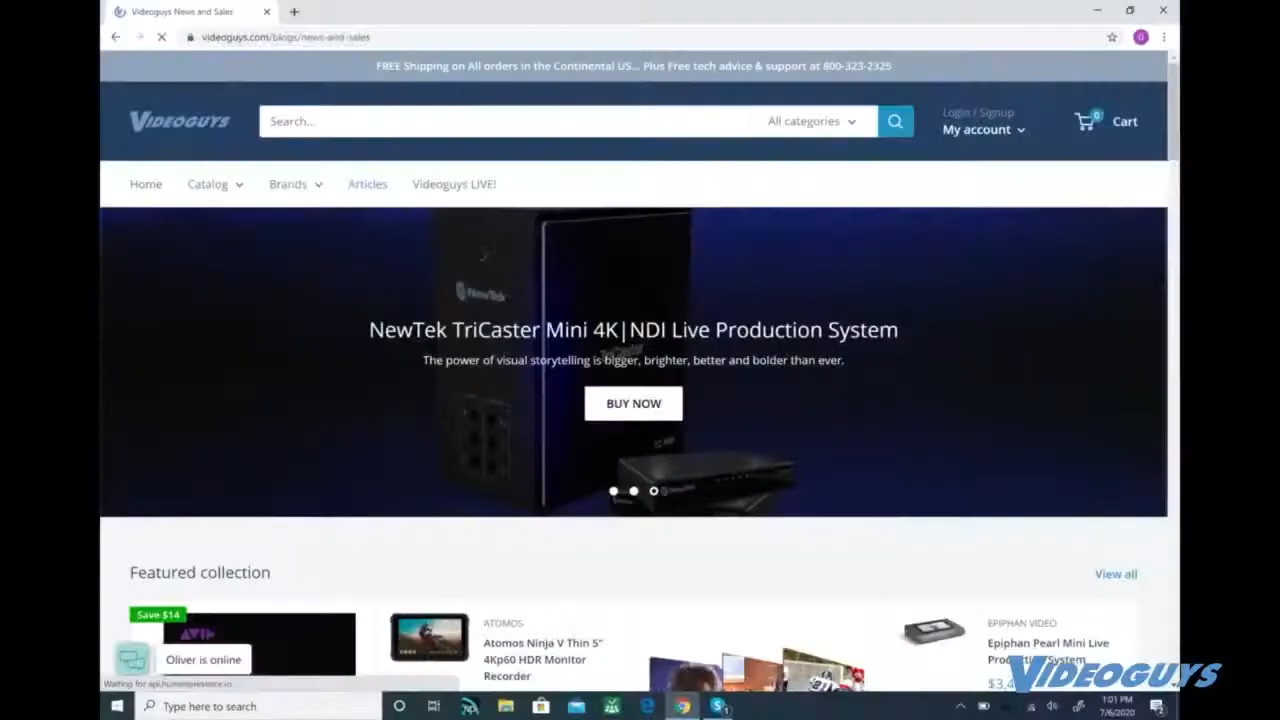 Videoguys News and Sales
videoguys.com/blogs/news-and-sales
FREE Shipping on All orders in the Continental US... Plus Free tech advice & support at 800-323-2325
VIDEOGUYS
Search...
All categories
Login / Signup
My account
0
Cart
Home
Catalog
Brands
Articles
Videoguys LIVE!
NewTek
NewTek TriCaster Mini 4K|NDI Live Production System
The power of visual storytelling is bigger, brighter, better and bolder than ever.
BUY NOW
Featured collection
View all
Save $14
AVID
Oliver is online
ATOMOS
Atomos Ninja V Thin 5"
4Kp60 HDR Monitor
Recorder
EPIPHAN VIDEO
Epiphan Pearl Mini Live
System
VIDEOGUYS
Waiting for api.humanpresence.io...
Type here to search
1:01 PM
7/6/2020